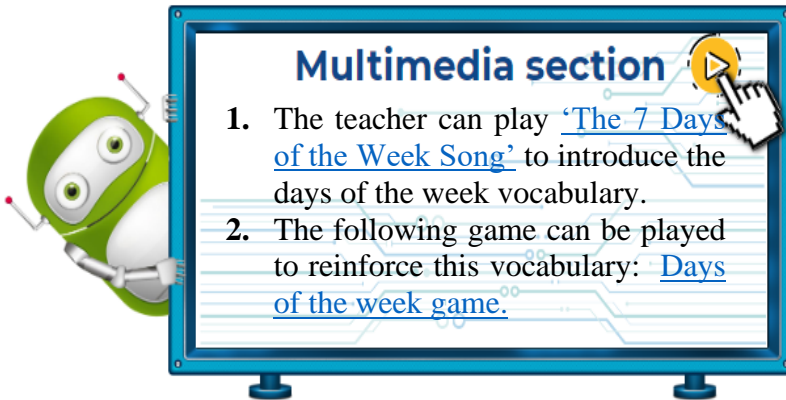 Multimedia section
1. The teacher can play ‘The 7 Days
of the Week Song’ to introduce the
days of the week vocabulary.
2. The following game can be played
to reinforce this vocabulary: Days
of the week game.